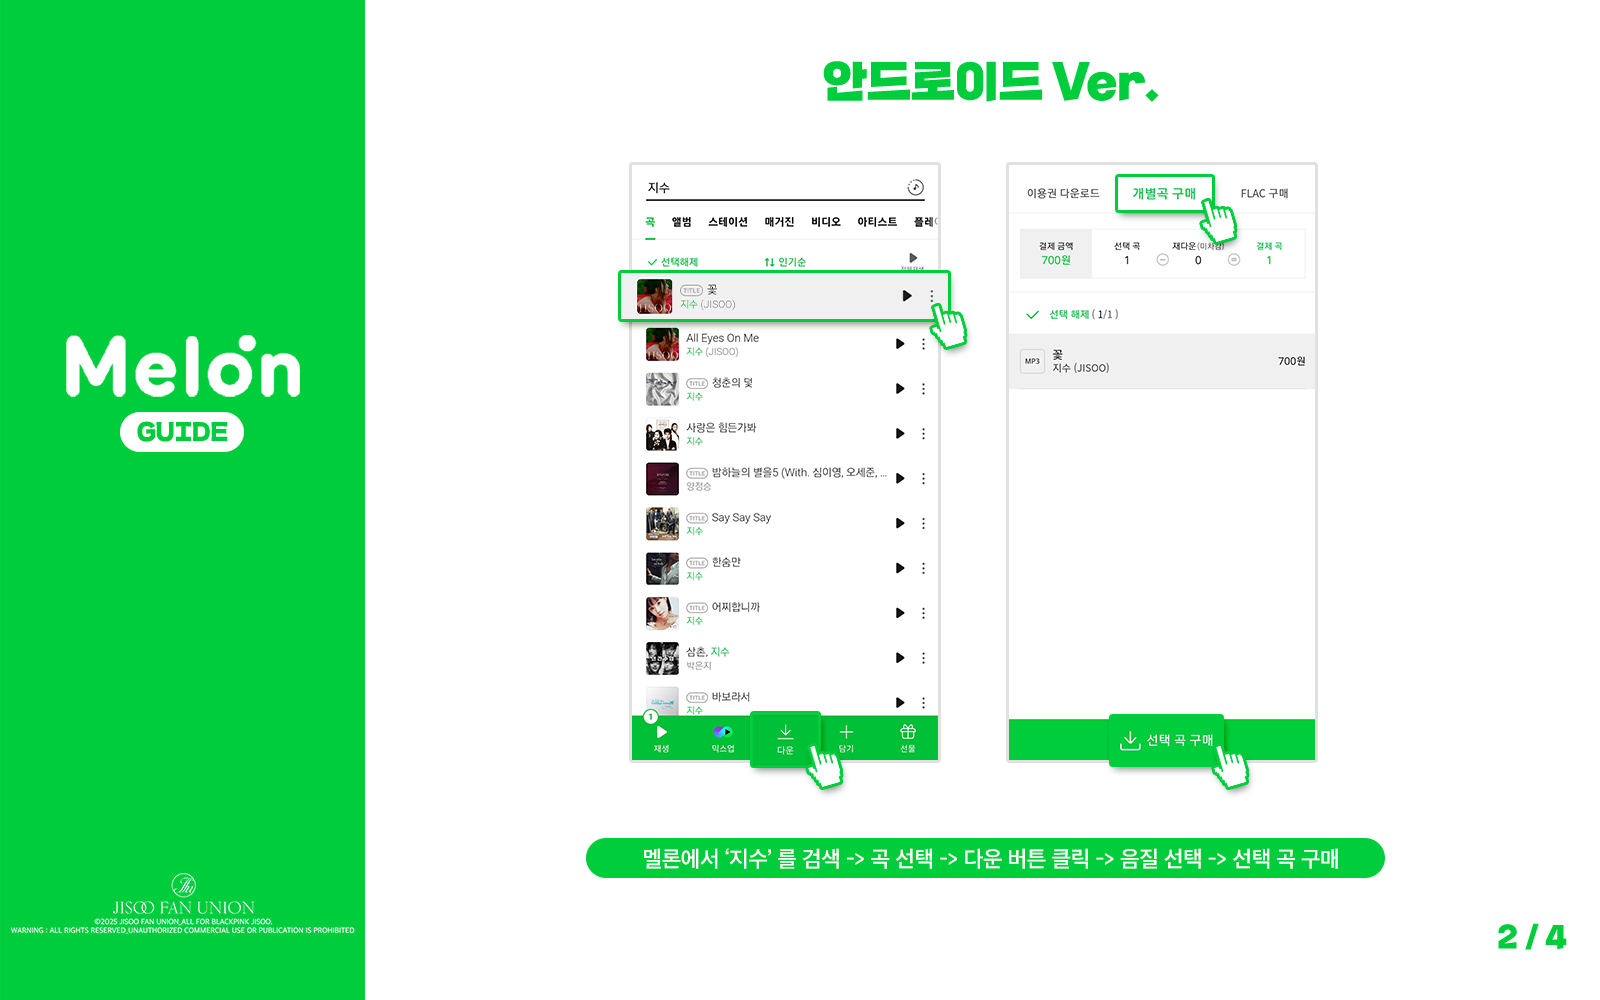 Melon
GUIDE
JISOO FAN UNION
©2025 JISOO FAN UNION,ALL FOR BLACKPINK JISOO.
WARNING : ALL RIGHTS RESERVED,UNAUTHORIZED COMMERCIAL USE OR PUBLICATION IS PROHIBITED
안드로이드 Ver.
지수
곡 앨범 스테이션 매거진 비디오 아티스트 플레이
선택해제 인기순
TITLE 꽃
지수 (JISOO)
All Eyes On Me
지수 (JISOO)
TITLE 청춘의 덫
지수
사랑은 힘든가봐
지수
TITLE 밤하늘의 별을5 (With. 심이영, 오세준, ...
양정승
TITLE Say Say Say
지수
TITLE 한숨만
지수
TITLE 어찌합니까
지수
삼촌, 지수
박은지
TITLE 바보라서
지수
1
재생 믹스업 다운 담기 선물
이용권 다운로드 개별곡 구매 FLAC 구매
결제 금액 선택 곡 재다운(미차감) 결제 곡
700원 1 0 1
선택 해제 ( 1/1 )
MP3 꽃 700원
지수 (JISOO)
선택 곡 구매
멜론에서 ‘지수’ 를 검색 -> 곡 선택 -> 다운 버튼 클릭 -> 음질 선택 -> 선택 곡 구매
2 / 4